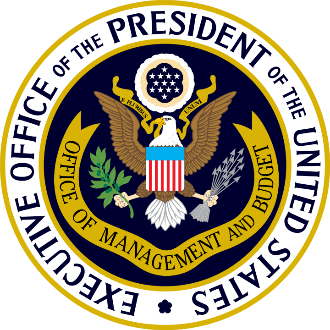 EXECUTIVE OFFICE OF THE PRESIDENT OF THE UNITED STATES
E PLURIBUS UNUM
OFFICE OF MANAGEMENT AND BUDGET